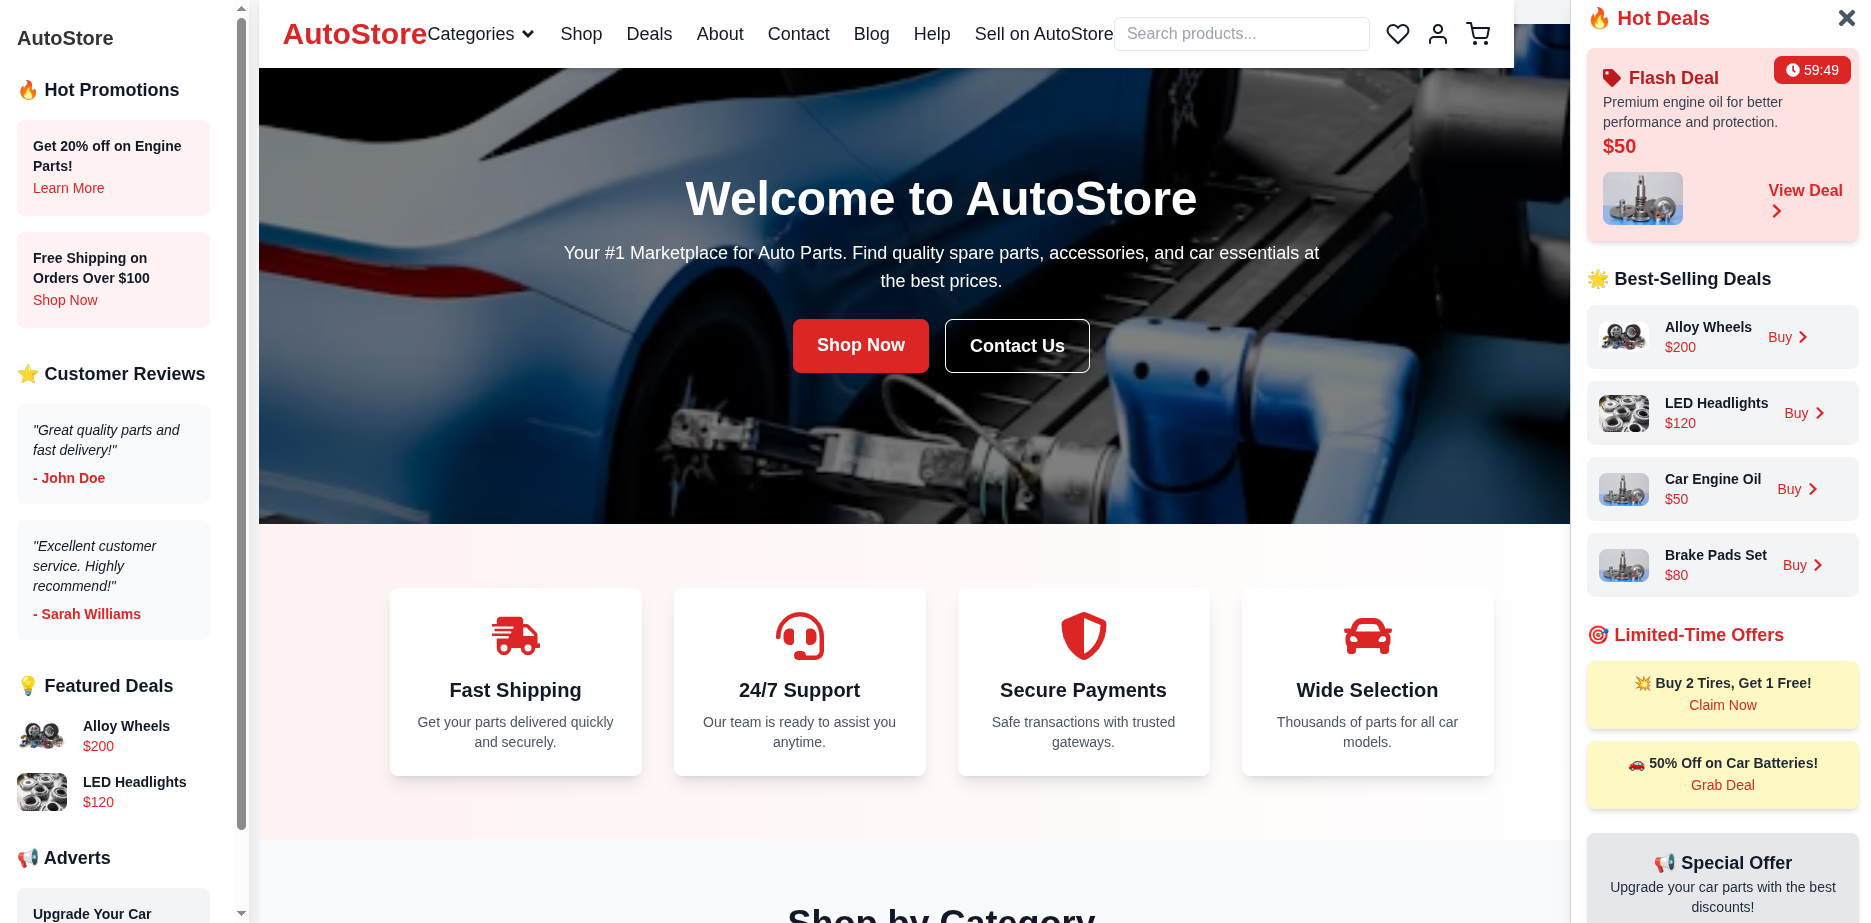 AutoStore
🔥 Hot Promotions
Get 20% off on Engine
Parts!
Learn More
Free Shipping on
Orders Over $100
Shop Now
⭐ Customer Reviews
"Great quality parts and
fast delivery!"
- John Doe
"Excellent customer
service. Highly
recommend!"
- Sarah Williams
💡 Featured Deals
Alloy Wheels
$200
LED Headlights
$120
📢 Adverts
Upgrade Your Car
AutoStore Categories Shop Deals About Contact Blog Help Sell on AutoStore Search products...
Welcome to AutoStore
Your #1 Marketplace for Auto Parts. Find quality spare parts, accessories, and car essentials at
the best prices.
Shop Now Contact Us
Fast Shipping
Get your parts delivered quickly
and securely.
24/7 Support
Our team is ready to assist you
anytime.
Secure Payments
Safe transactions with trusted
gateways.
Wide Selection
Thousands of parts for all car
models.
Shop by Category
🔥 Hot Deals
59:49
Flash Deal
Premium engine oil for better
performance and protection.
$50
View Deal
🌟 Best-Selling Deals
Alloy Wheels
$200
Buy
LED Headlights
$120
Buy
Car Engine Oil
$50
Buy
Brake Pads Set
$80
Buy
🎯 Limited-Time Offers
💥 Buy 2 Tires, Get 1 Free!
Claim Now
🚗 50% Off on Car Batteries!
Grab Deal
📢 Special Offer
Upgrade your car parts with the best
discounts!